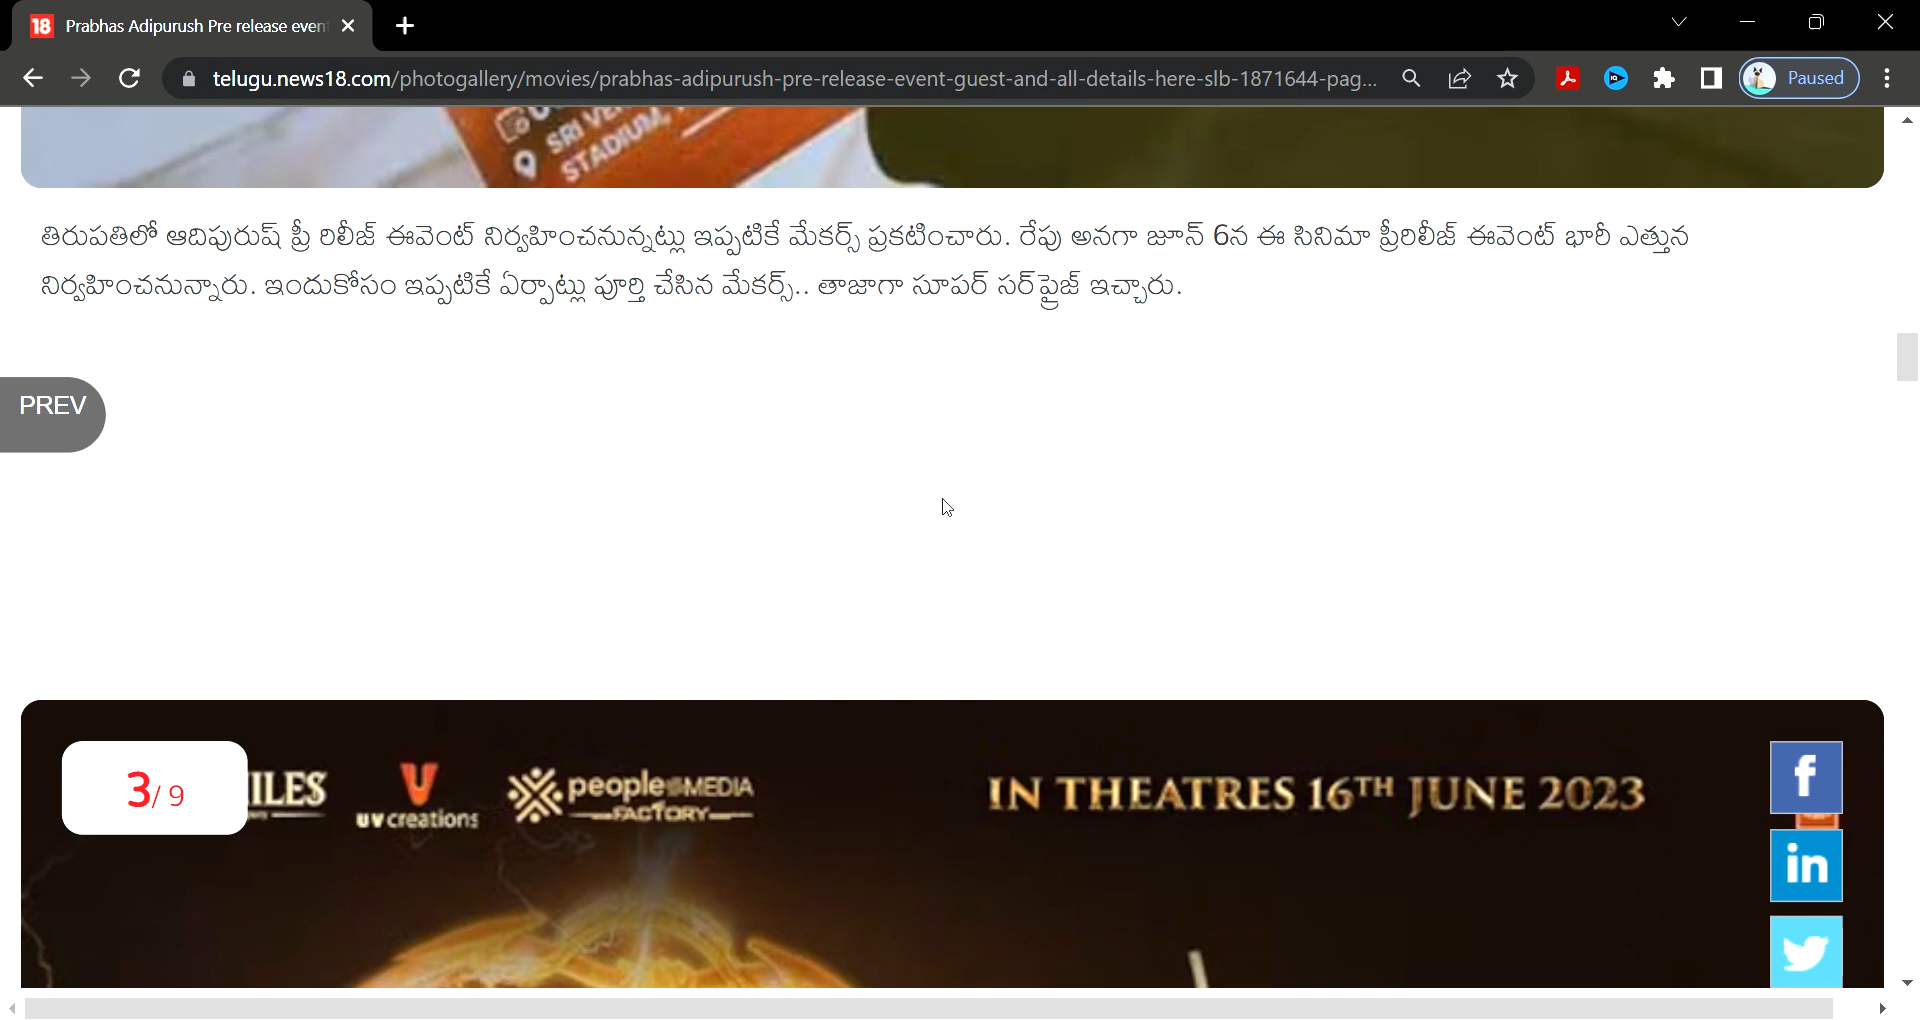 18 Prabhas Adipurush Pre release even
telugu.news18.com/photogallery/movies/prabhas-adipurush-pre-release-event-guest-and-all-details-here-slb-1871644-pag...
Paused
SRI
STADIUM,
తిరుపతిలో ఆదిపురుష్ ప్రీ రిలీజ్ ఈవెంట్ నిర్వహించనున్నట్లు ఇప్పటికే మేకర్స్ ప్రకటించారు. రేపు అనగా జూన్ 6న ఈ సినిమా ప్రీరిలీజ్ ఈవెంట్ భారీ ఎత్తున
నిర్వహించనున్నారు. ఇందుకోసం ఇప్పటికే ఏర్పాట్లు పూర్తి చేసిన మేకర్స్.. తాజాగా సూపర్ సర్‌ప్రైజ్ ఇచ్చారు.
PREV
3/ 9
ILES
uv creations
people MEDIA
FACTORY
IN THEATRES 16TH JUNE 2023
f
in